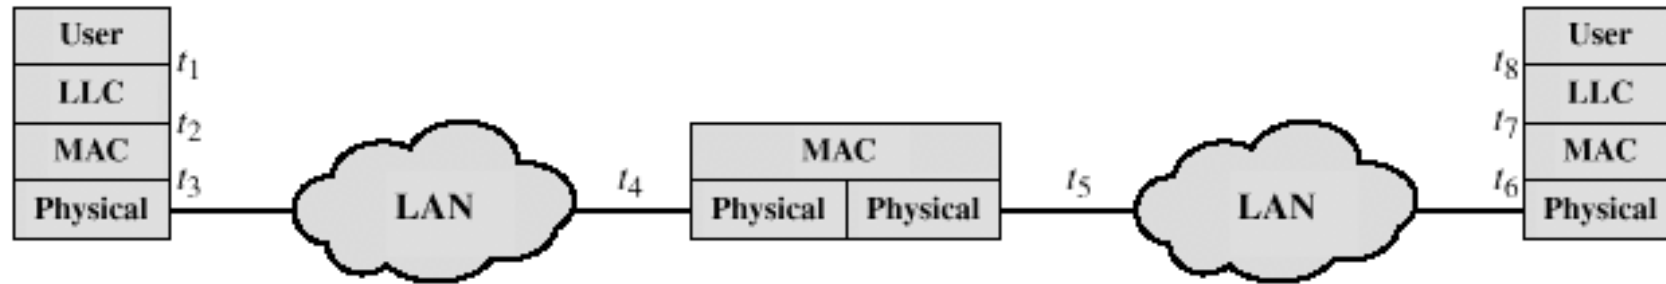 User
t1
LLC
t2
MAC
t3
Physical
LAN
t4
MAC
Physical Physical
t5
LAN
User
t8
LLC
t7
MAC
t6
Physical